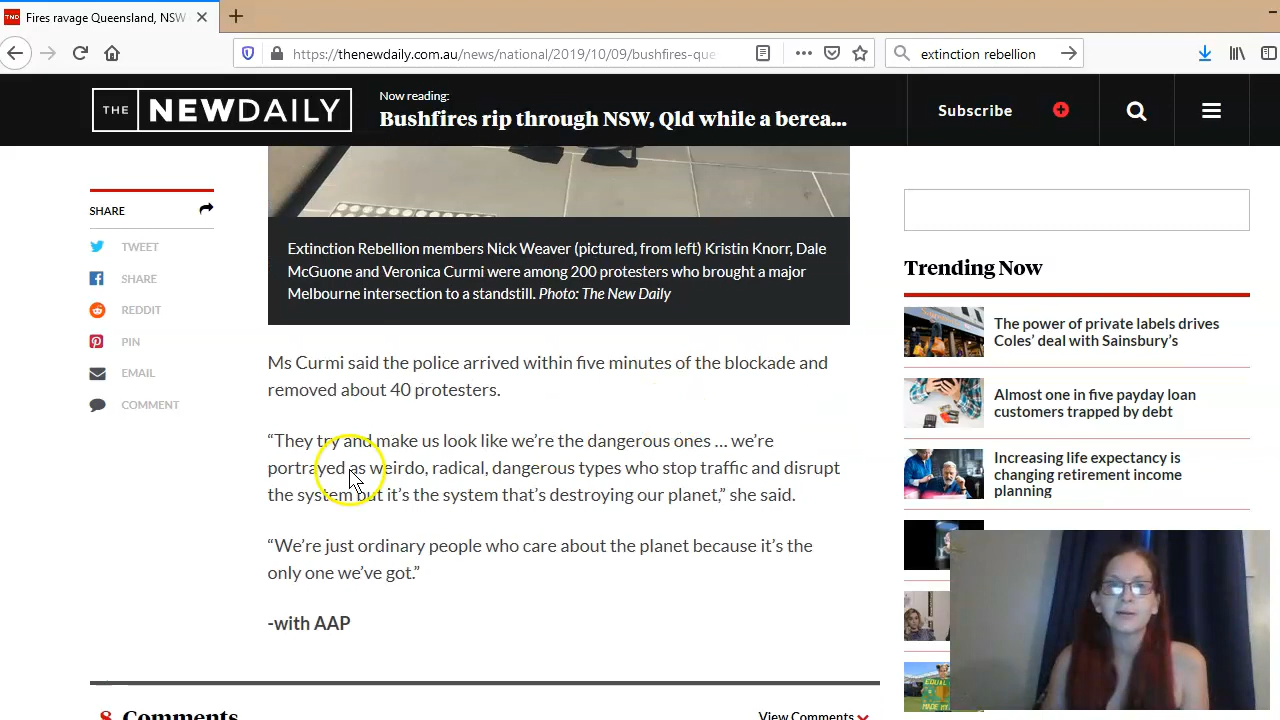 Fires ravage Queensland, NSW
https://thenewdaily.com.au/news/national/2019/10/09/bushfires-que
extinction rebellion
THE NEWDAILY
Now reading:
Bushfires rip through NSW, Qld while a berea...
Subscribe
SHARE
TWEET
SHARE
REDDIT
PIN
EMAIL
COMMENT
Extinction Rebellion members Nick Weaver (pictured, from left) Kristin Knorr, Dale
McGuone and Veronica Curmi were among 200 protesters who brought a major
Melbourne intersection to a standstill. Photo: The New Daily
Ms Curmi said the police arrived within five minutes of the blockade and
removed about 40 protesters.
“They try and make us look like we’re the dangerous ones … we’re
portrayed as weirdo, radical, dangerous types who stop traffic and disrupt
the system but it’s the system that’s destroying our planet,” she said.
“We’re just ordinary people who care about the planet because it’s the
only one we’ve got.”
-with AAP
8 Comments
View Comments
Trending Now
The power of private labels drives
Coles’ deal with Sainsbury’s
Almost one in five payday loan
customers trapped by debt
Increasing life expectancy is
changing retirement income
planning